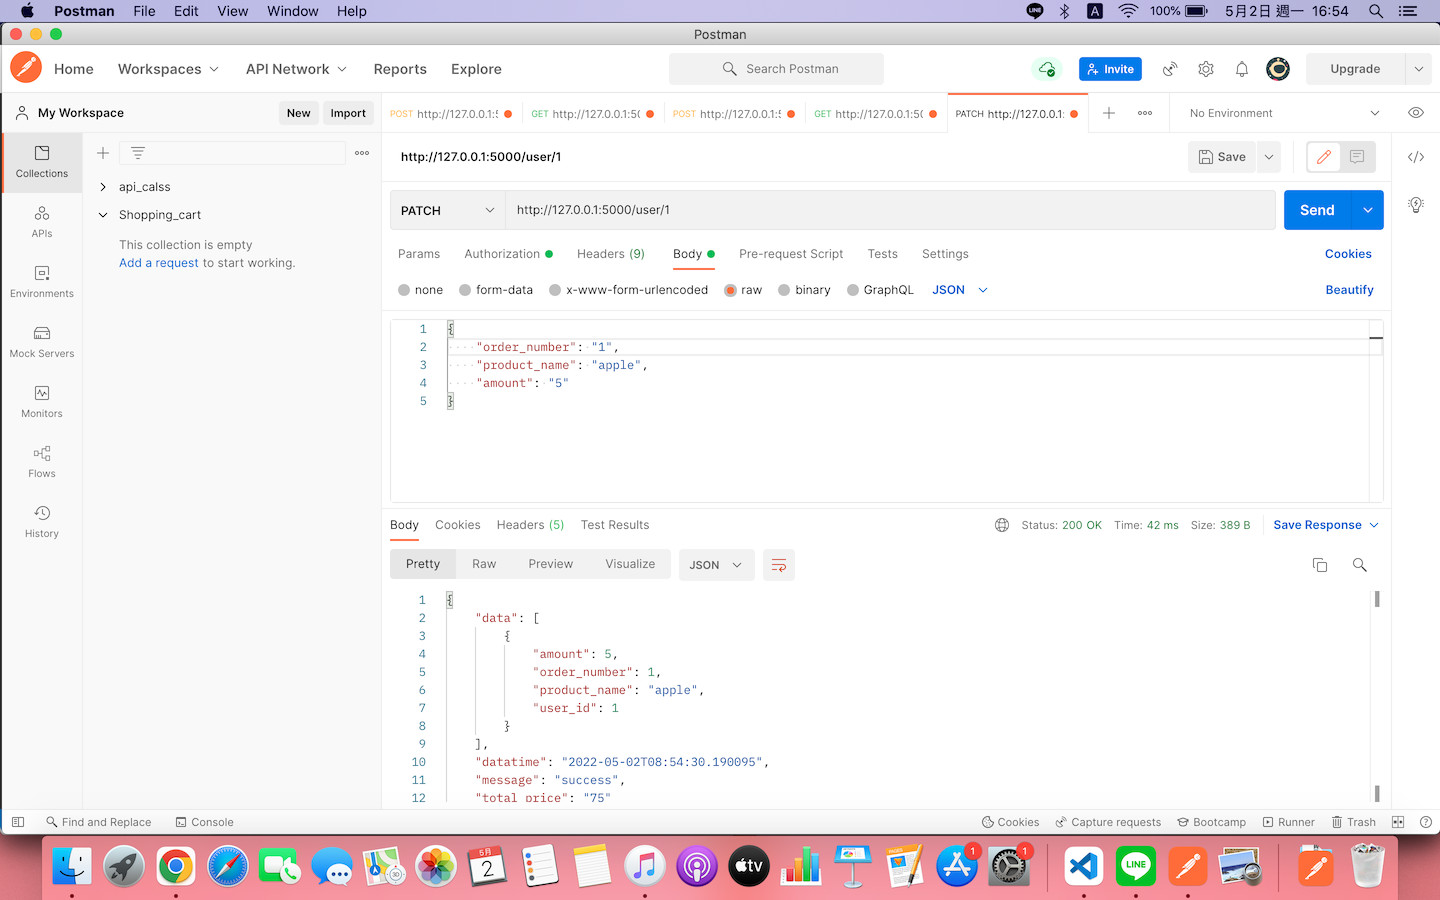 Postman File Edit View Window Help LINE A 100% 5月2日 週一 16:54
Postman
Home Workspaces API Network Reports Explore Search Postman Invite Upgrade
My Workspace New Import
POST http://127.0.0.1:5 GET http://127.0.0.1:50 POST http://127.0.0.1:5 GET http://127.0.0.1:50 PATCH http://127.0.0.1: No Environment
Collections
APIs
Environments
Mock Servers
Monitors
Flows
History
api_calss
Shopping_cart
This collection is empty
Add a request to start working.
http://127.0.0.1:5000/user/1 Save
PATCH http://127.0.0.1:5000/user/1 Send
Params Authorization Headers (9) Body Pre-request Script Tests Settings Cookies
none form-data x-www-form-urlencoded raw binary GraphQL JSON Beautify
1 {
2 "order_number": "1",
3 "product_name": "apple",
4 "amount": "5"
5 }
Body Cookies Headers (5) Test Results Status: 200 OK Time: 42 ms Size: 389 B Save Response
Pretty Raw Preview Visualize JSON
1 {
2 "data": [
3 {
4 "amount": 5,
5 "order_number": 1,
6 "product_name": "apple",
7 "user_id": 1
8 }
9 ],
10 "datatime": "2022-05-02T08:54:30.190095",
11 "message": "success",
12 "total_price": "75"
Find and Replace Console Cookies Capture requests Bootcamp Runner Trash
5月
2
30
tv
1
1
LINE